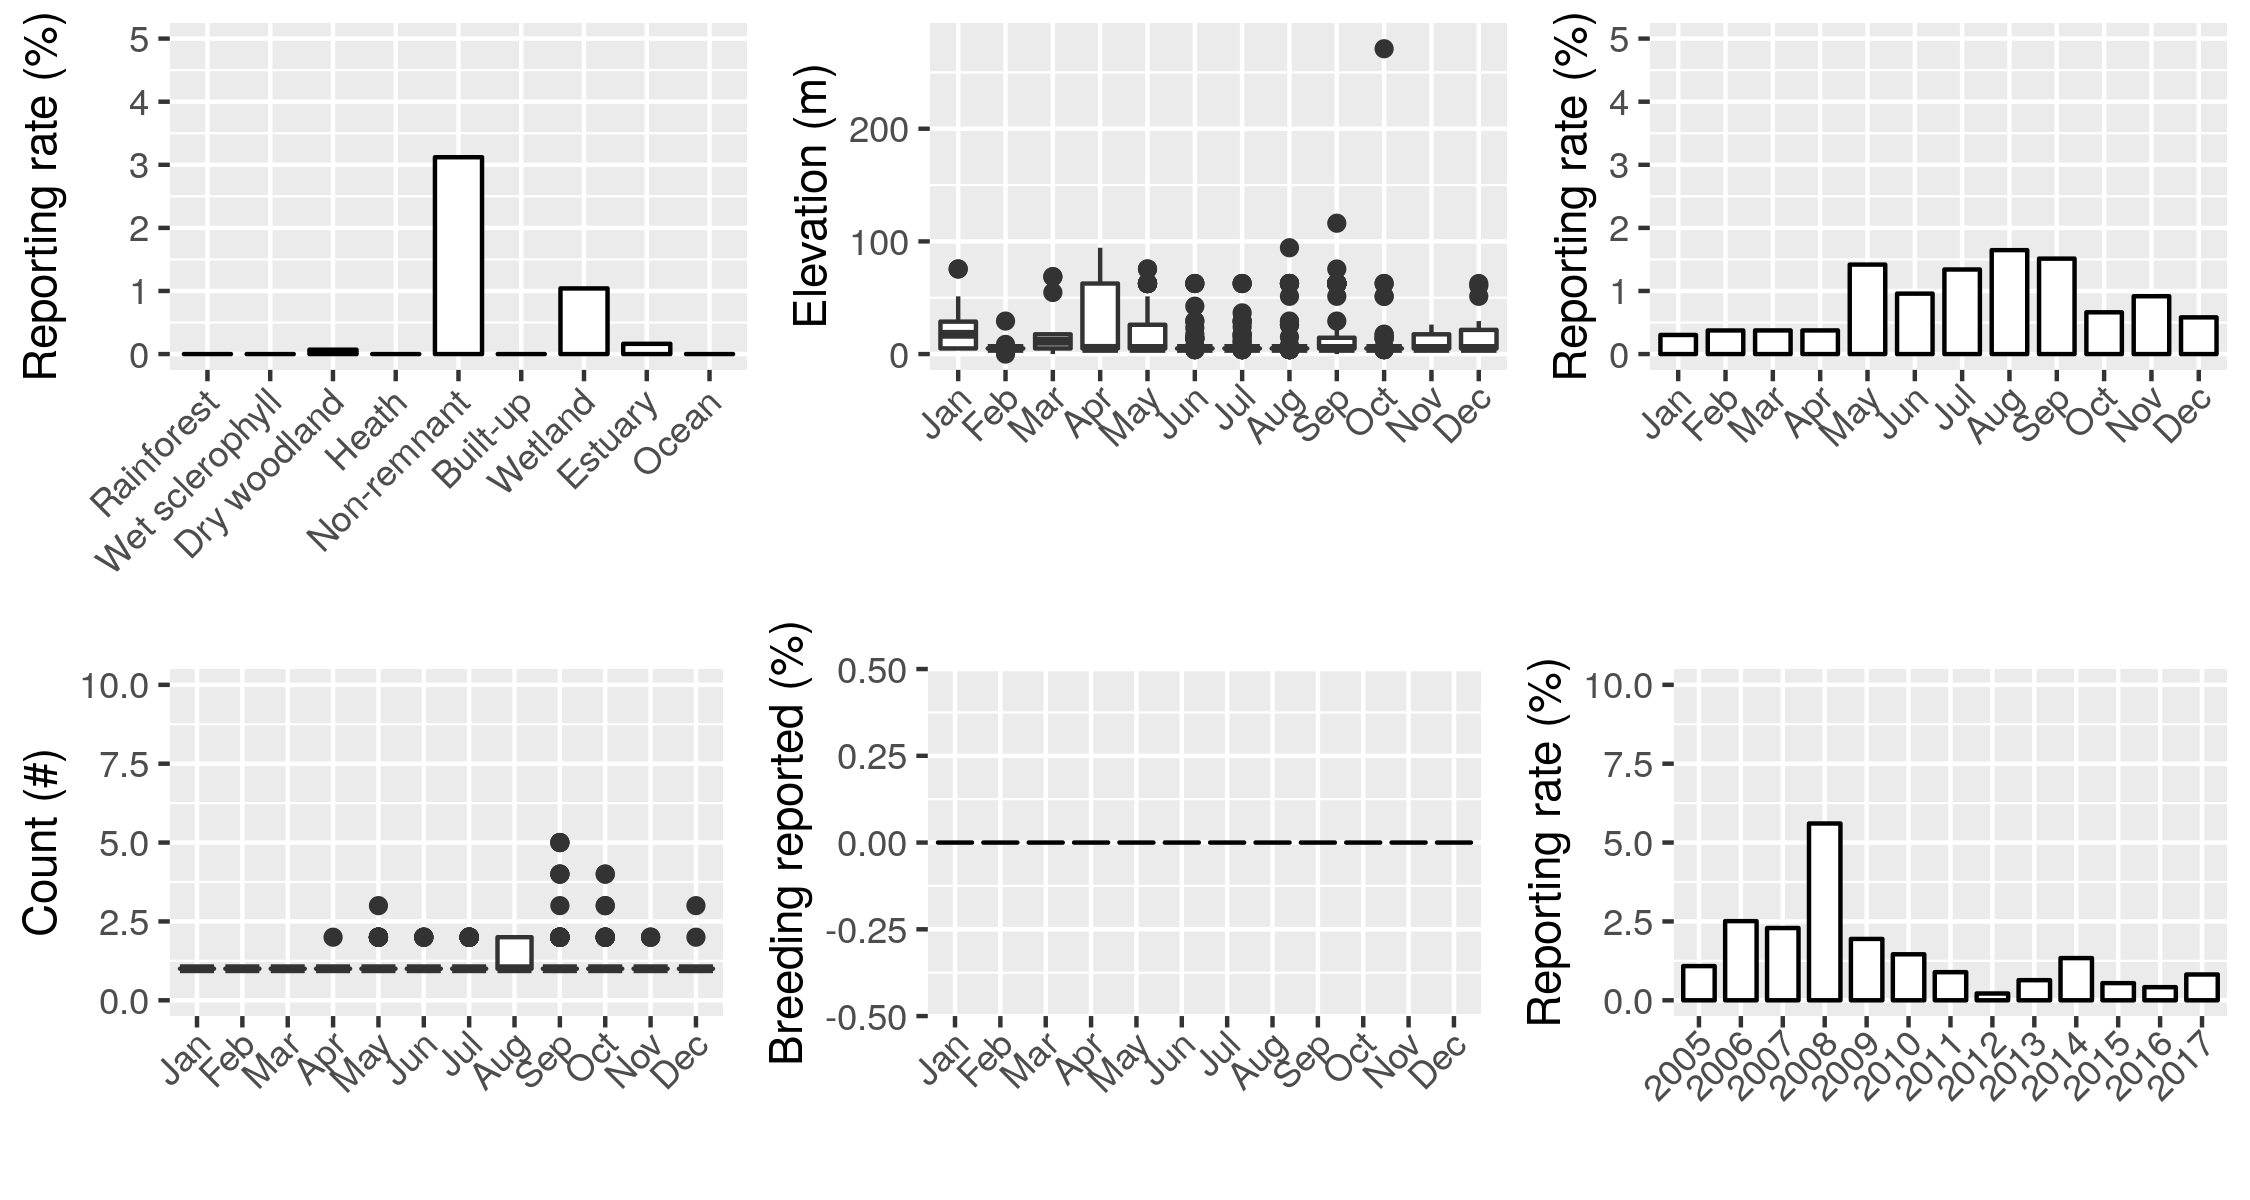 Reporting rate (%)
5
4
3
2
1
0
Rainforest
Wet sclerophyll
Dry woodland
Heath
Non-remnant
Built-up
Wetland
Estuary
Ocean
Elevation (m)
200
100
0
Jan
Feb
Mar
Apr
May
Jun
Jul
Aug
Sep
Oct
Nov
Dec
Reporting rate (%)
5
4
3
2
1
0
Jan
Feb
Mar
Apr
May
Jun
Jul
Aug
Sep
Oct
Nov
Dec
Count (#)
10.0
7.5
5.0
2.5
0.0
Jan
Feb
Mar
Apr
May
Jun
Jul
Aug
Sep
Oct
Nov
Dec
Breeding reported (%)
0.50
0.25
0.00
-0.25
-0.50
Jan
Feb
Mar
Apr
May
Jun
Jul
Aug
Sep
Oct
Nov
Dec
Reporting rate (%)
10.0
7.5
5.0
2.5
0.0
2005
2006
2007
2008
2009
2010
2011
2012
2013
2014
2015
2016
2017